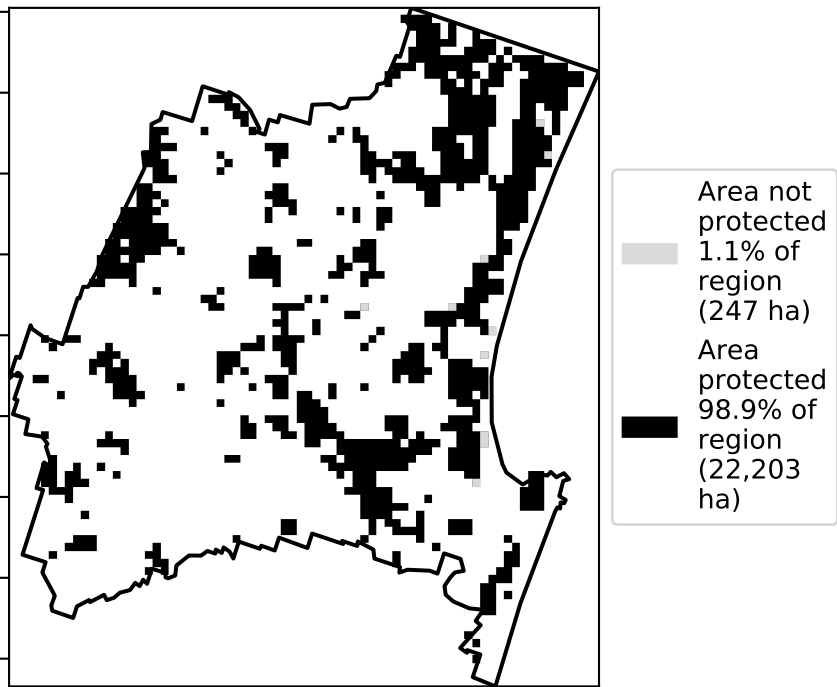 Area not
protected
1.1% of
region
(247 ha)
Area
protected
98.9% of
region
(22,203
ha)